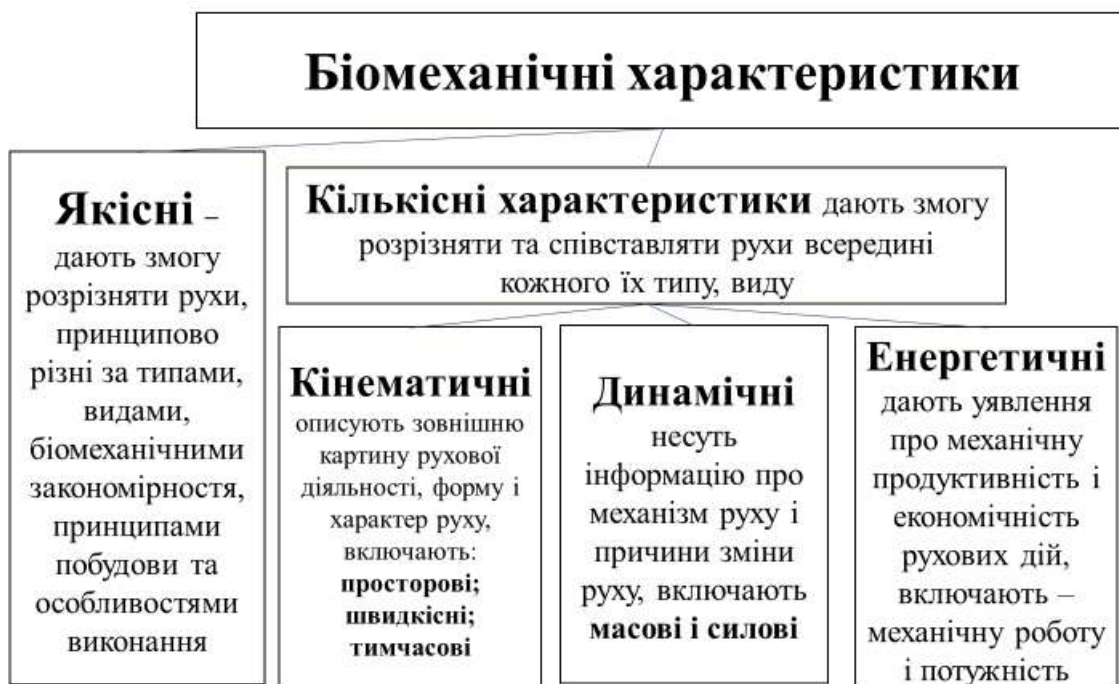 Біомеханічні характеристики
Якісні –
дають змогу
розрізняти рухи,
принципово
різні за типами,
видами,
біомеханічними
закономірностя,
принципами
побудови та
особливостями
виконання
Кількісні характеристики дають змогу
розрізняти та співставляти рухи всередині
кожного їх типу, виду
Кінематичні
описують зовнішню
картину рухової
діяльності, форму і
характер руху,
включають:
просторові;
швидкісні;
тимчасові
Динамічні
несуть
інформацію про
механізм руху і
причини зміни
руху, включають
масові і силові
Енергетичні
дають уявлення
про механічну
продуктивність і
економічність
рухових дій,
включають –
механічну роботу
і потужність